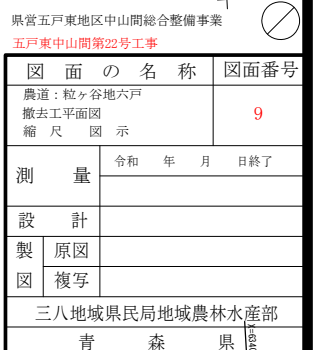 県営五戸東地区中山間総合整備事業
五戸東中山間第22号工事
図面の名称 図面番号
農道：粒ヶ谷地六戸
撤去工平面図
縮尺 図示
9
測量 令和 年 月 日終了
設計
製図 原図
複写
三八地域県民局地域農林水産部
青森県